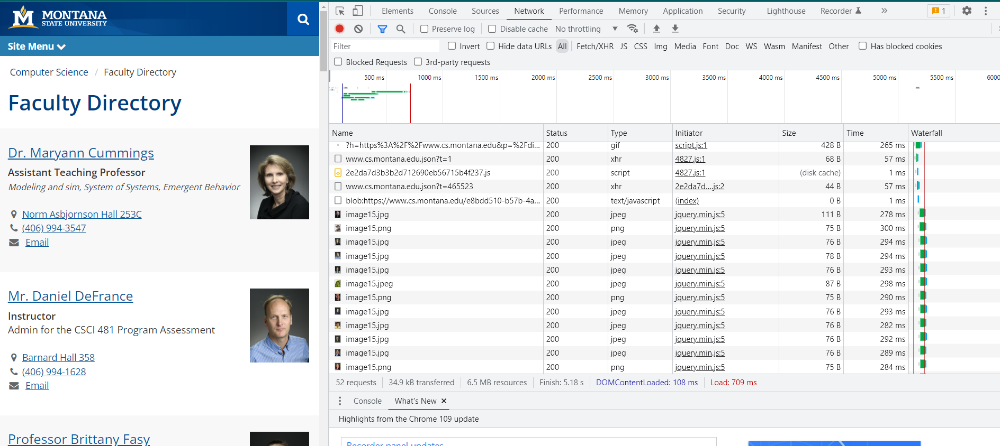 MONTANA
STATE UNIVERSITY
Site Menu
Computer Science / Faculty Directory
Faculty Directory
Dr. Maryann Cummings
Assistant Teaching Professor
Modeling and sim, System of Systems, Emergent Behavior
Norm Asbjornson Hall 253C
(406) 994-3547
Email
Mr. Daniel DeFrance
Instructor
Admin for the CSCI 481 Program Assessment
Barnard Hall 358
(406) 994-1628
Email
Professor Brittany Fasy
Elements Console Sources Network Performance Memory Application Security Lighthouse Recorder 1
Preserve log Disable cache No throttling
Filter Invert Hide data URLs All Fetch/XHR JS CSS Img Media Font Doc WS Wasm Manifest Other Has blocked cookies
Blocked Requests 3rd-party requests
500 ms 1000 ms 1500 ms 2000 ms 2500 ms 3000 ms 3500 ms 4000 ms 4500 ms 5000 ms 5500 ms 6000
Name Status Type Initiator Size Time Waterfall
?h=https%3A%2F%2Fwww.cs.montana.edu&p=%2Fdi... 200 gif script.js:1 428 B 265 ms
www.cs.montana.edu.json?t=1 200 xhr 4827.js:1 68 B 57 ms
2e2da7d3b3b2d712690eb56715b4f237.js 200 script 4827.js:1 (disk cache) 1 ms
www.cs.montana.edu.json?t=465523 200 xhr 2e2da7d....js:2 44 B 57 ms
blob:https://www.cs.montana.edu/e8bdd510-b57b-4a... 200 text/javascript (index) 0 B 1 ms
image15.jpg 200 jpeg jquery.min.js:5 111 B 278 ms
image15.png 200 png jquery.min.js:5 75 B 300 ms
image15.jpg 200 jpeg jquery.min.js:5 76 B 294 ms
image15.jpg 200 jpeg jquery.min.js:5 78 B 294 ms
image15.jpg 200 jpeg jquery.min.js:5 76 B 293 ms
image15.jpeg 200 jpeg jquery.min.js:5 87 B 298 ms
image15.png 200 png jquery.min.js:5 75 B 290 ms
image15.jpg 200 jpeg jquery.min.js:5 76 B 293 ms
image15.jpg 200 jpeg jquery.min.js:5 76 B 282 ms
image15.jpg 200 jpeg jquery.min.js:5 76 B 292 ms
image15.jpg 200 jpeg jquery.min.js:5 76 B 289 ms
image15.png 200 png jquery.min.js:5 75 B 284 ms
52 requests 34.9 kB transferred 6.5 MB resources Finish: 5.18 s DOMContentLoaded: 108 ms Load: 709 ms
Console What's New
Highlights from the Chrome 109 update
Recorder panel updates